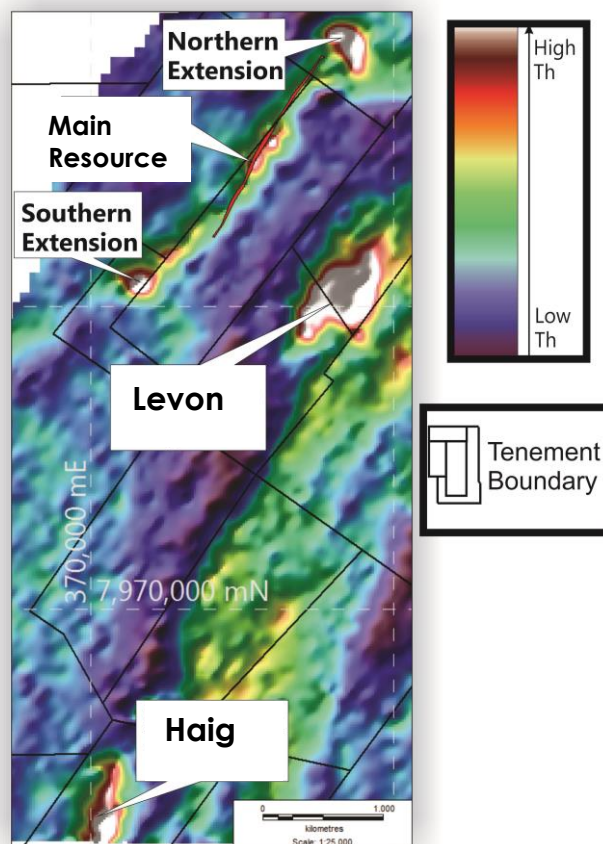 Northern
Extension
Main
Resource
Southern
Extension
Levon
370,000 mE
7,970,000 mN
Haig
0
1,000
kilometres
Scale: 1:25,000
High
Th
Low
Th
Tenement
Boundary